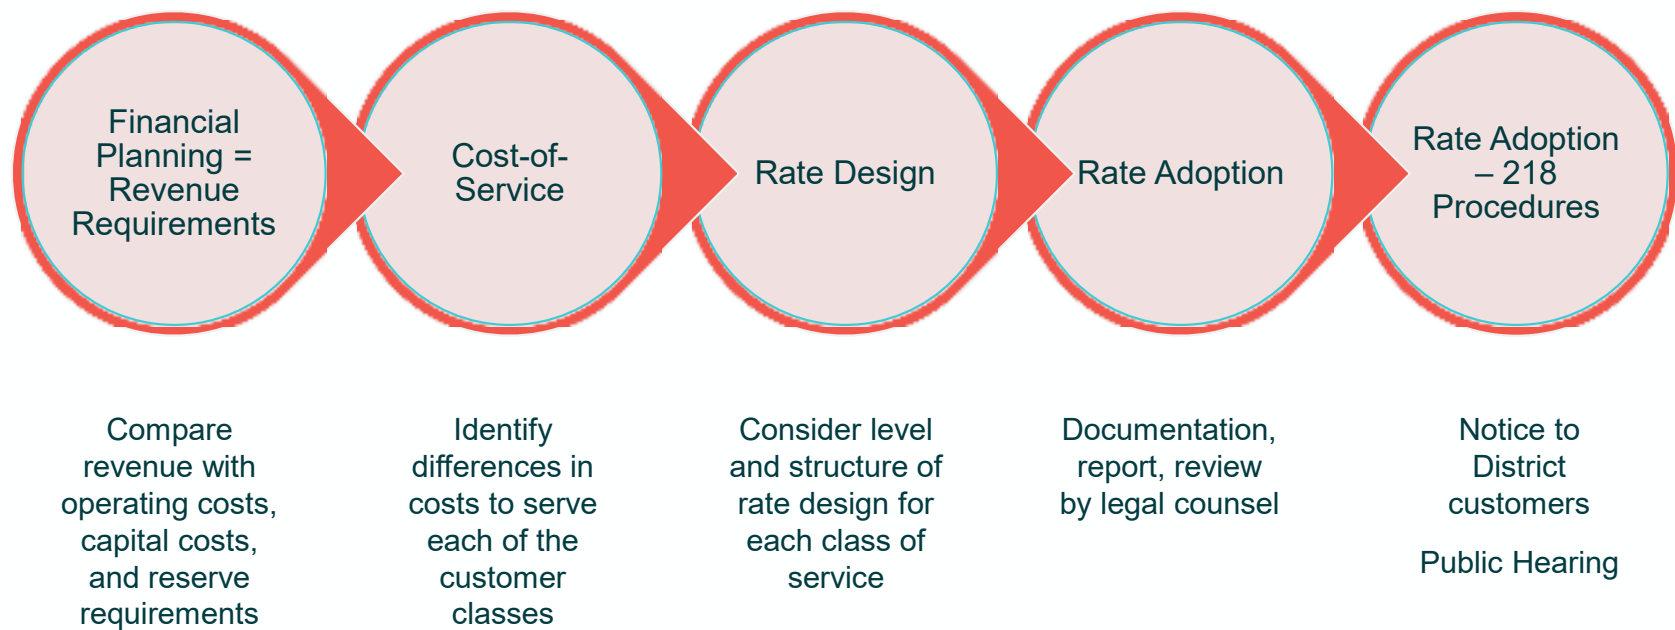 Financial
Planning =
Revenue
Requirements
Cost-of-
Service
Rate Design
Rate Adoption
Rate Adoption
– 218
Procedures
Compare
revenue with
operating costs,
capital costs,
and reserve
requirements
Identify
differences in
costs to serve
each of the
customer
classes
Consider level
and structure of
rate design for
each class of
service
Documentation,
report, review
by legal counsel
Notice to
District
customers
Public Hearing